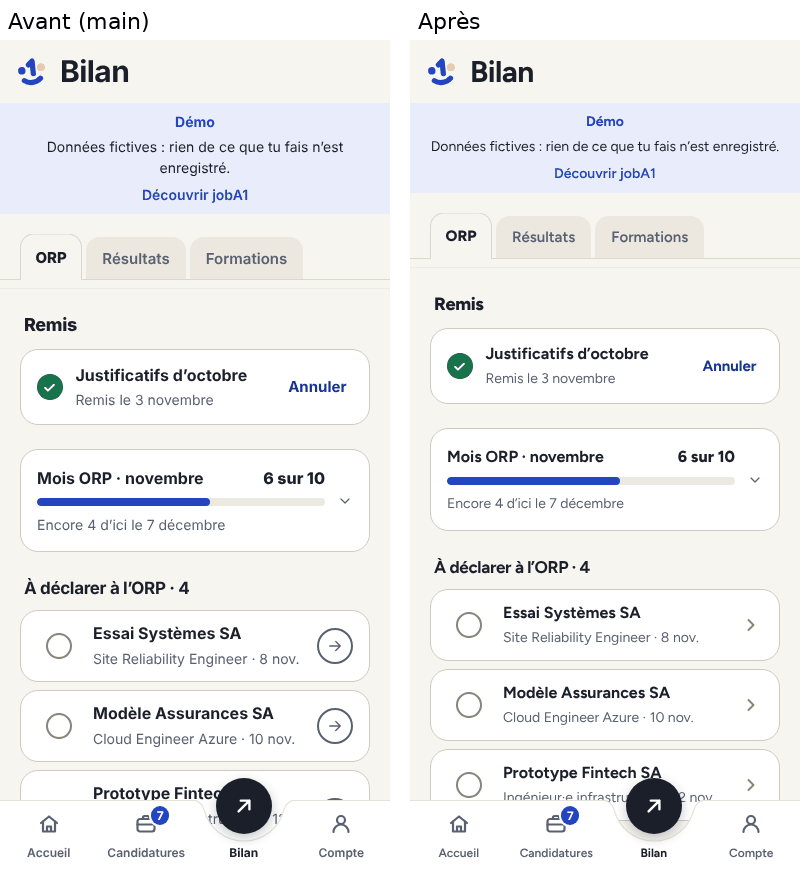 Avant (main)
Bilan
Démo
Données fictives : rien de ce que tu fais n’est
enregistré.
Découvrir jobA1
ORP
Résultats
Formations
Remis
Justificatifs d’octobre
Remis le 3 novembre
Annuler
Mois ORP · novembre
6 sur 10
Encore 4 d’ici le 7 décembre
À déclarer à l’ORP · 4
Essai Systèmes SA
Site Reliability Engineer · 8 nov.
Modèle Assurances SA
Cloud Engineer Azure · 10 nov.
Prototype
7
Accueil
Candidatures
Bilan
Compte
Après
Bilan
Démo
Données fictives : rien de ce que tu fais n’est enregistré.
Découvrir jobA1
ORP
Résultats
Formations
Remis
Justificatifs d’octobre
Remis le 3 novembre
Annuler
Mois ORP · novembre
6 sur 10
Encore 4 d’ici le 7 décembre
À déclarer à l’ORP · 4
Essai Systèmes SA
Site Reliability Engineer · 8 nov.
Modèle Assurances SA
Cloud Engineer Azure · 10 nov.
Prototype Fintech SA
Ingénieur·e nov.
7
Accueil
Candidatures
Bilan
Compte